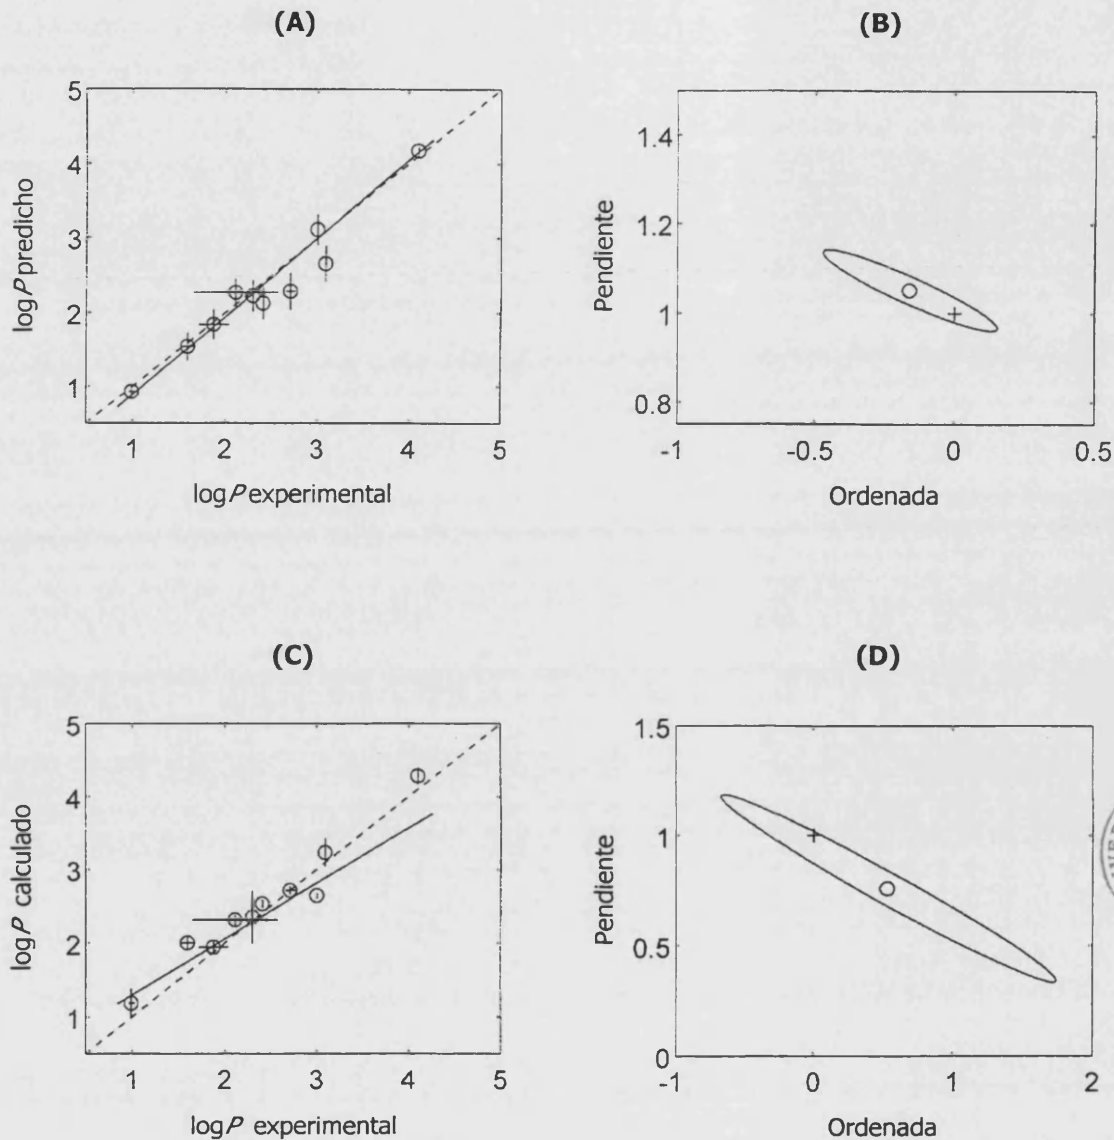 (A)
5
4
3
2
1
log P predicho
1 2 3 4 5
log P experimental
(B)
1.4
1.2
1
0.8
Pendiente
-1 -0.5 0 0.5
Ordenada
(C)
5
4
3
2
1
log P calculado
1 2 3 4 5
log P experimental
(D)
1.5
1
0.5
0
Pendiente
-1 0 1 2
Ordenada